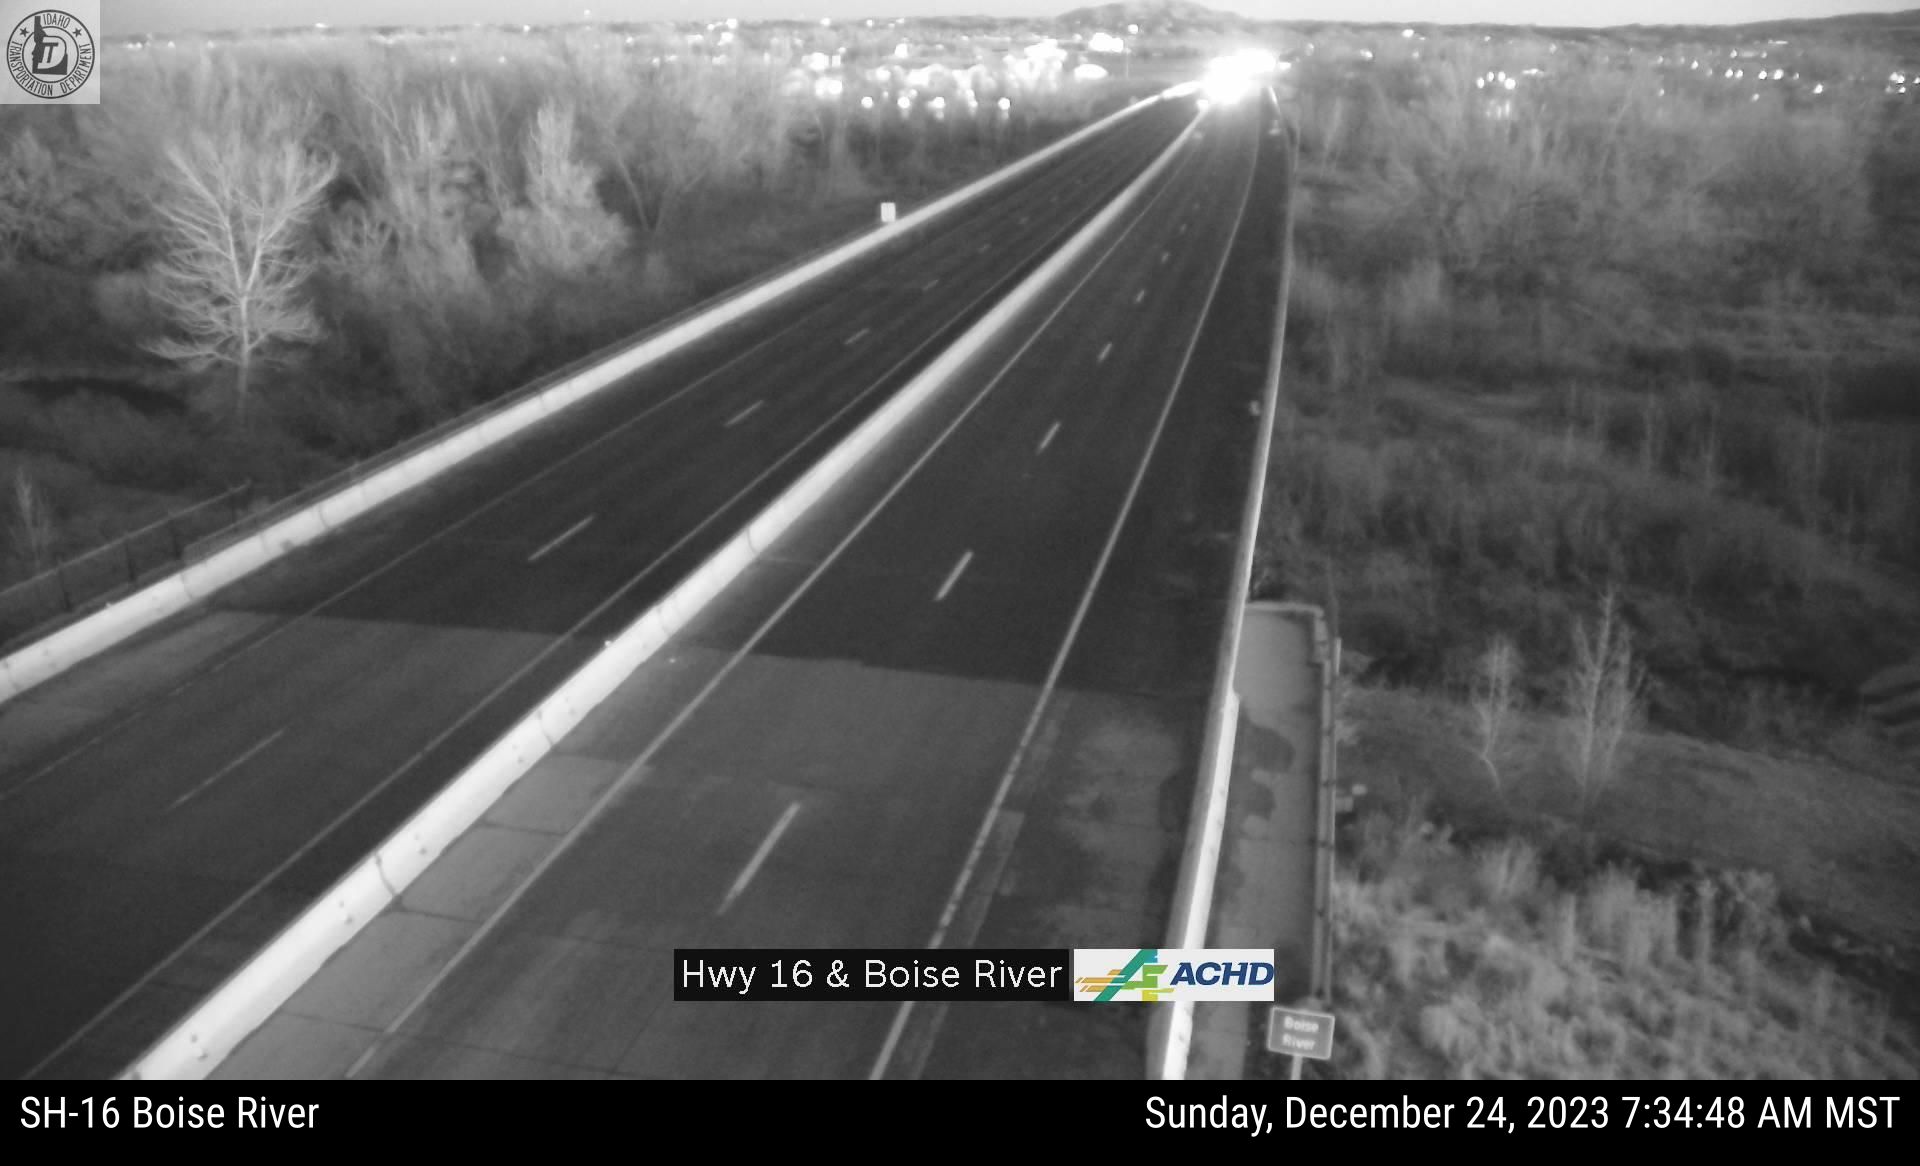 IDAHO
TRANSPORTATION DEPARTMENT
Hwy 16 & Boise River
ACHD
Boise
River
SH-16 Boise River
Sunday, December 24, 2023 7:34:48 AM MST